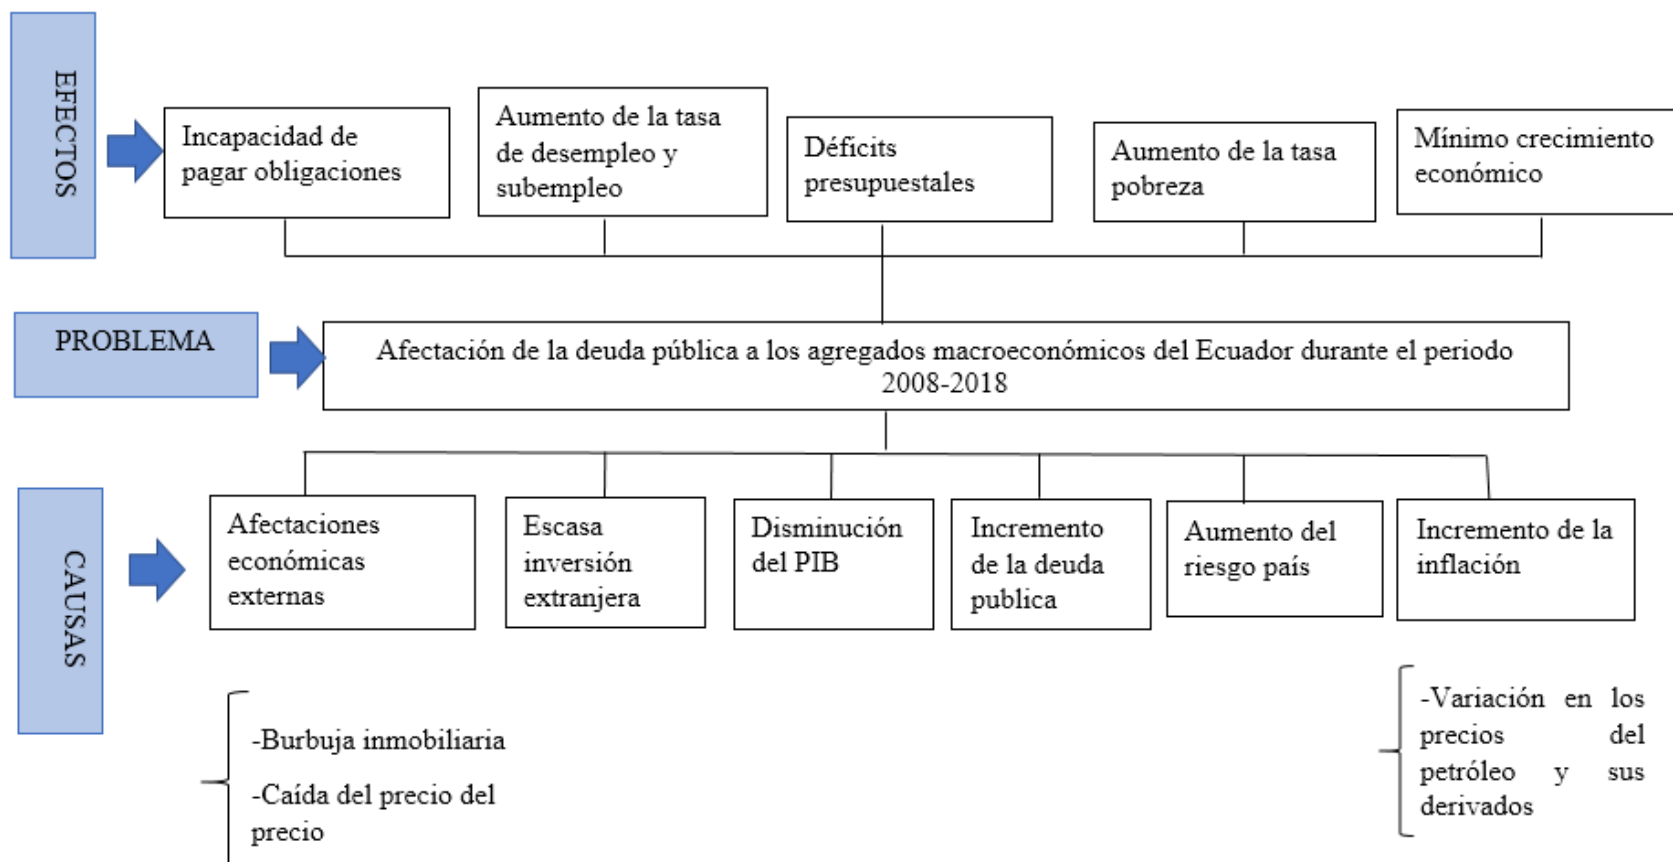 EFECTOS
Incapacidad de
pagar obligaciones
Aumento de la tasa
de desempleo y
subempleo
Déficits
presupuestales
Aumento de la tasa
pobreza
Mínimo crecimiento
económico
PROBLEMA
Afectación de la deuda pública a los agregados macroeconómicos del Ecuador durante el periodo
2008-2018
CAUSAS
Afectaciones
económicas
externas
Escasa
inversión
extranjera
Disminución
del PIB
Incremento
de la deuda
publica
Aumento del
riesgo país
Incremento de la
inflación
-Burbuja inmobiliaria
-Caída del precio del
precio
-Variación en los
precios del
petróleo y sus
derivados